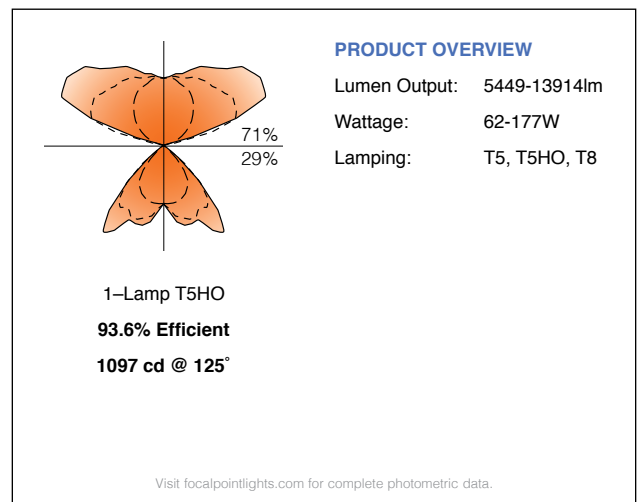 71%
29%
1–Lamp T5HO
93.6% Efficient
1097 cd @ 125˚
PRODUCT OVERVIEW
Lumen Output: 5449-13914lm
Wattage: 62-177W
Lamping: T5, T5HO, T8
Visit focalpointlights.com for complete photometric data.